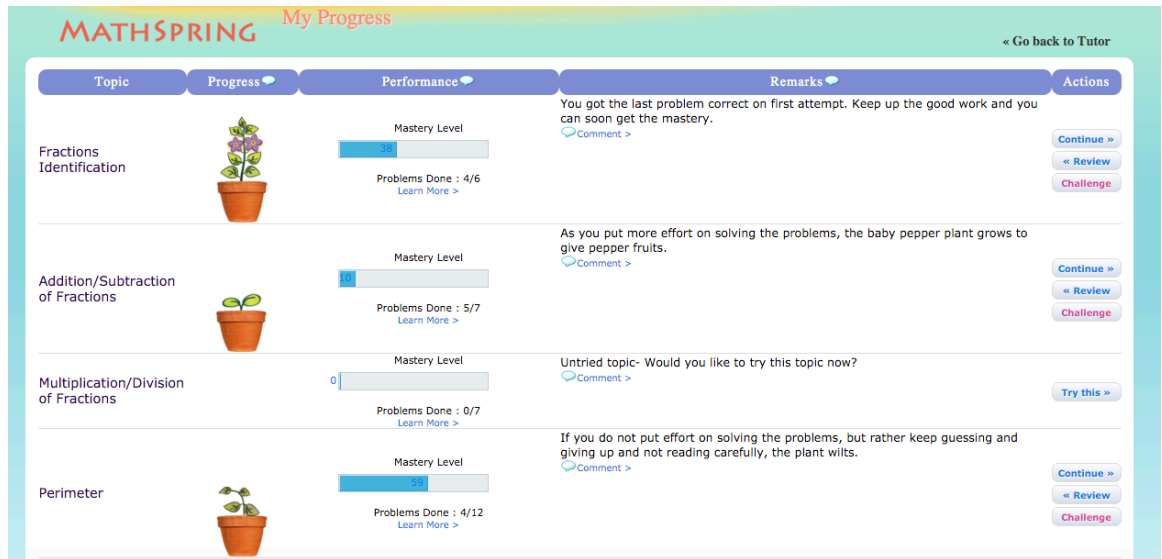 MATHSPRING
My Progress
« Go back to Tutor
Topic Progress Performance Remarks Actions
Fractions
Identification
Mastery Level
38
Problems Done : 4/6
Learn More >
You got the last problem correct on first attempt. Keep up the good work and you
can soon get the mastery.
Comment >
Continue »
« Review
Challenge
Addition/Subtraction
of Fractions
Mastery Level
10
Problems Done : 5/7
Learn More >
As you put more effort on solving the problems, the baby pepper plant grows to
give pepper fruits.
Comment >
Continue »
« Review
Challenge
Multiplication/Division
of Fractions
Mastery Level
0
Problems Done : 0/7
Learn More >
Untried topic- Would you like to try this topic now?
Comment >
Try this »
Perimeter
Mastery Level
59
Problems Done : 4/12
Learn More >
If you do not put effort on solving the problems, but rather keep guessing and
giving up and not reading carefully, the plant wilts.
Comment >
Continue »
« Review
Challenge